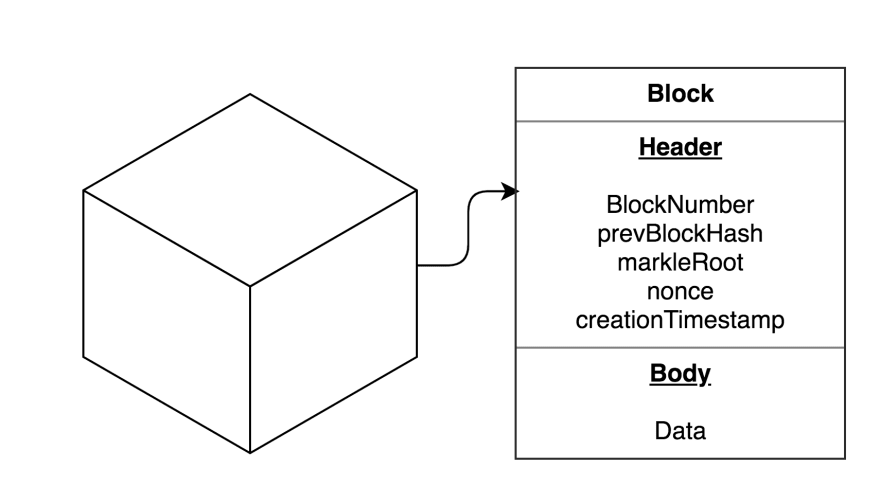 Block
Header
BlockNumber
prevBlockHash
markleRoot
nonce
creationTimestamp
Body
Data